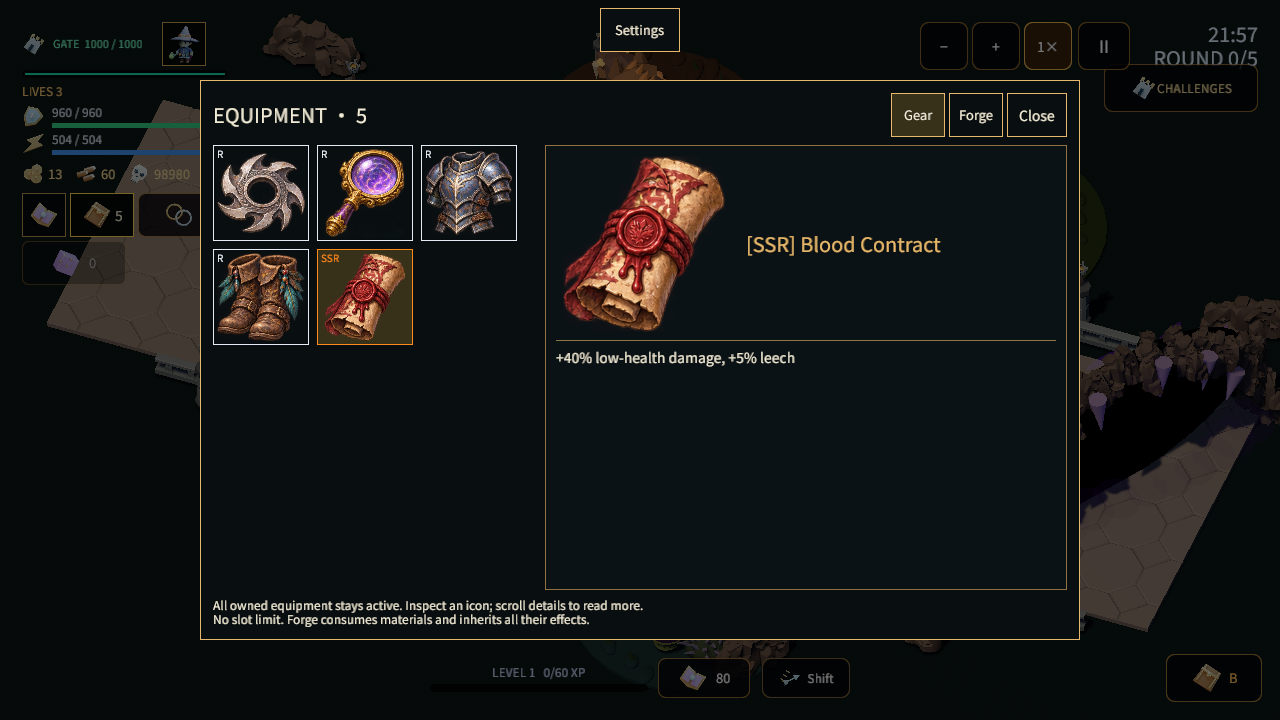 Settings
GATE 1000 / 1000
− + 1× II
21:57
ROUND 0/5
CHALLENGES
LIVES 3
960 / 960
504 / 504
13 60 98980
5
0
EQUIPMENT • 5
Gear Forge Close
R R R
R SSR
[SSR] Blood Contract
+40% low-health damage, +5% leech
All owned equipment stays active. Inspect an icon; scroll details to read more.
No slot limit. Forge consumes materials and inherits all their effects.
LEVEL 1 0/60 XP
80
Shift
B